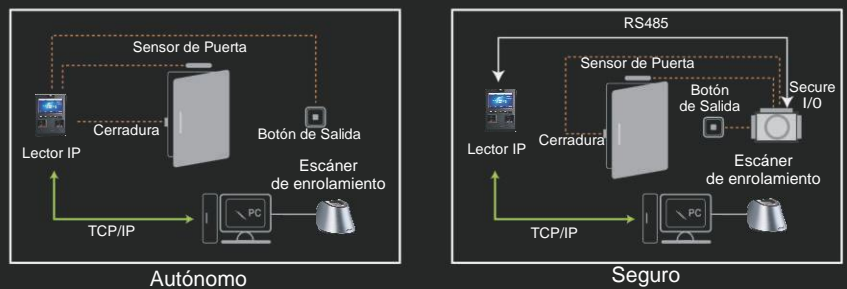 Sensor de Puerta
Cerradura
Botón de Salida
Lector IP
Escáner
de enrolamiento
PC
TCP/IP
Autónomo
RS485
Sensor de Puerta
Botón
de Salida
Secure
I/0
Cerradura
Lector IP
Escáner
de enrolamiento
PC
TCP/IP
Seguro